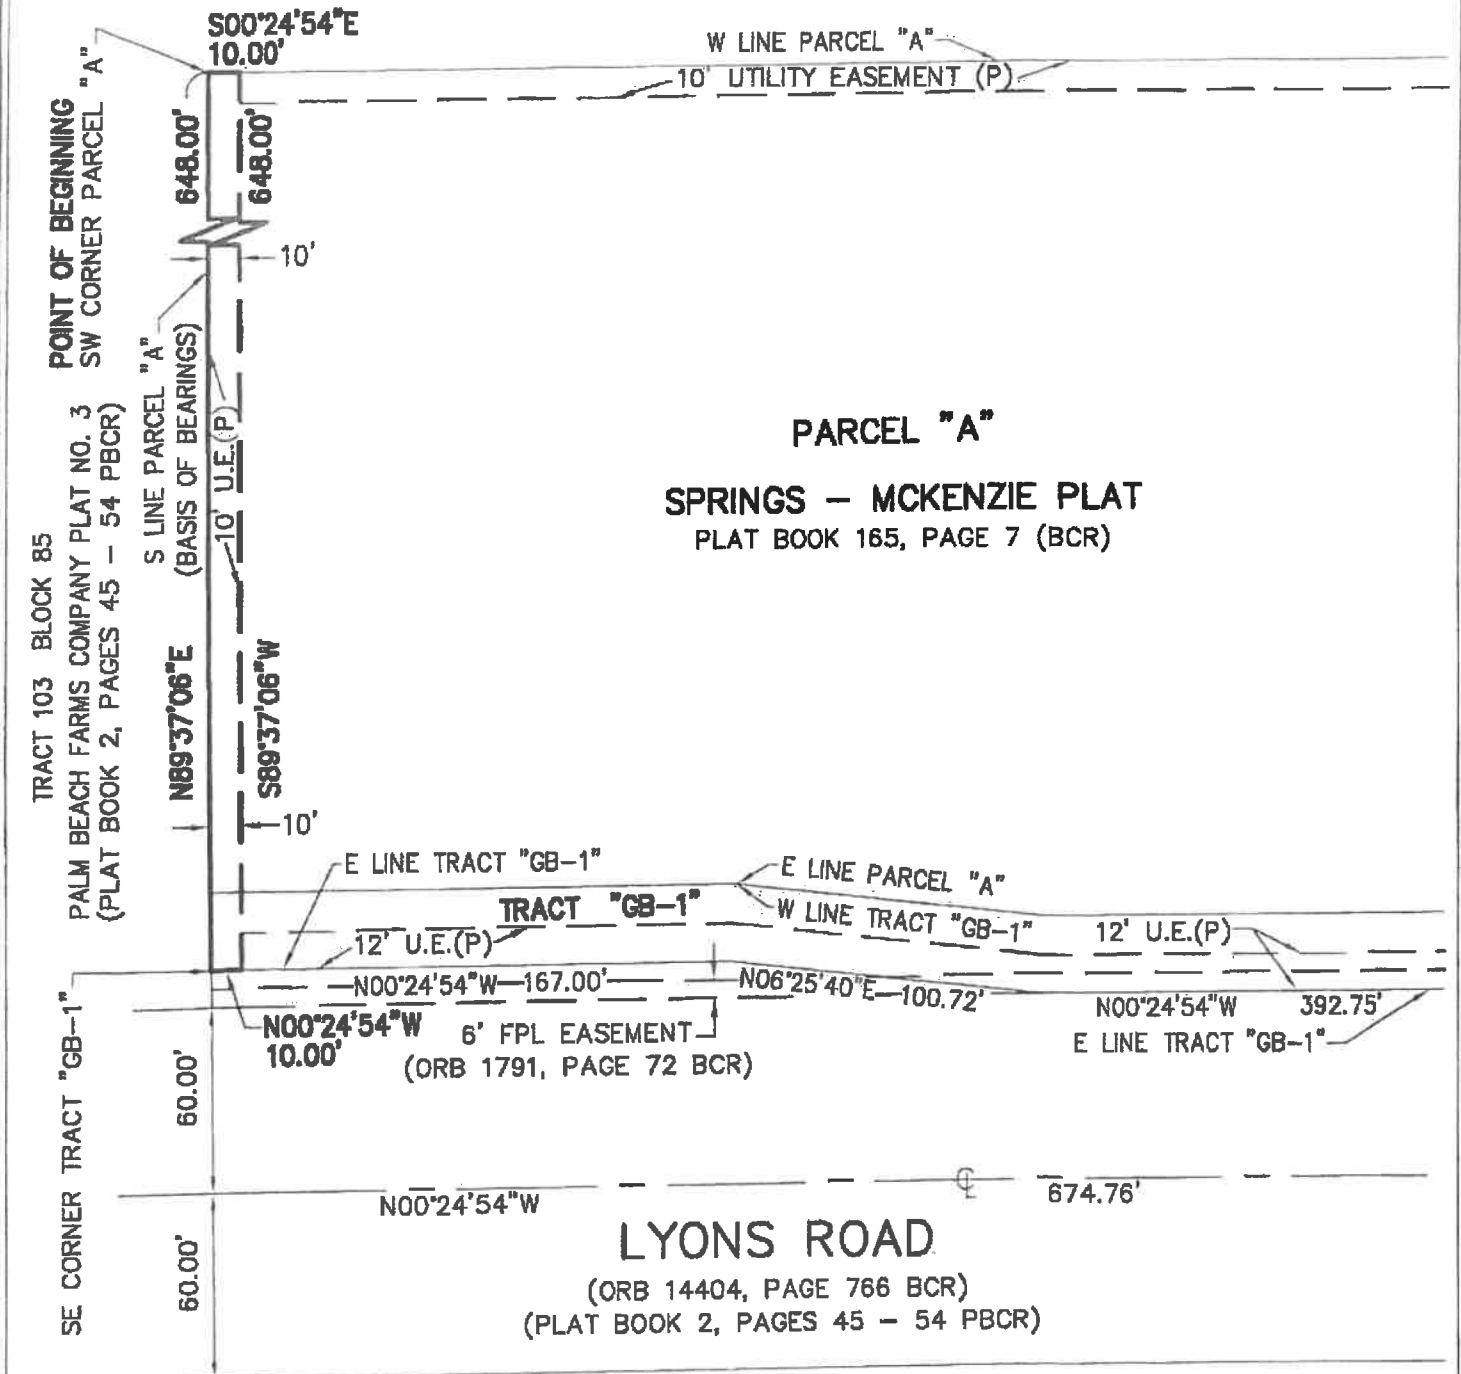 S00°24'54"E
10.00'
W LINE PARCEL "A"
10' UTILITY EASEMENT (P)
POINT OF BEGINNING
SW CORNER PARCEL "A"
648.00'
648.00'
10'
S LINE PARCEL "A"
(BASIS OF BEARINGS)
10' U.E.(P)
TRACT 103 BLOCK 85
PALM BEACH FARMS COMPANY PLAT NO. 3
(PLAT BOOK 2, PAGES 45 – 54 PBCR)
PARCEL "A"
SPRINGS – MCKENZIE PLAT
PLAT BOOK 165, PAGE 7 (BCR)
N89°37'06"E
S89°37'06"W
10'
E LINE TRACT "GB–1"
E LINE PARCEL "A"
TRACT "GB–1"
W LINE TRACT "GB–1"
12' U.E.(P)
12' U.E.(P)
N00°24'54"W 167.00'
N06°25'40"E 100.72'
N00°24'54"W 392.75'
N00°24'54"W
10.00'
6' FPL EASEMENT
(ORB 1791, PAGE 72 BCR)
E LINE TRACT "GB–1"
SE CORNER TRACT "GB–1"
60.00'
60.00'
N00°24'54"W
℄
674.76'
LYONS ROAD
(ORB 14404, PAGE 766 BCR)
(PLAT BOOK 2, PAGES 45 – 54 PBCR)